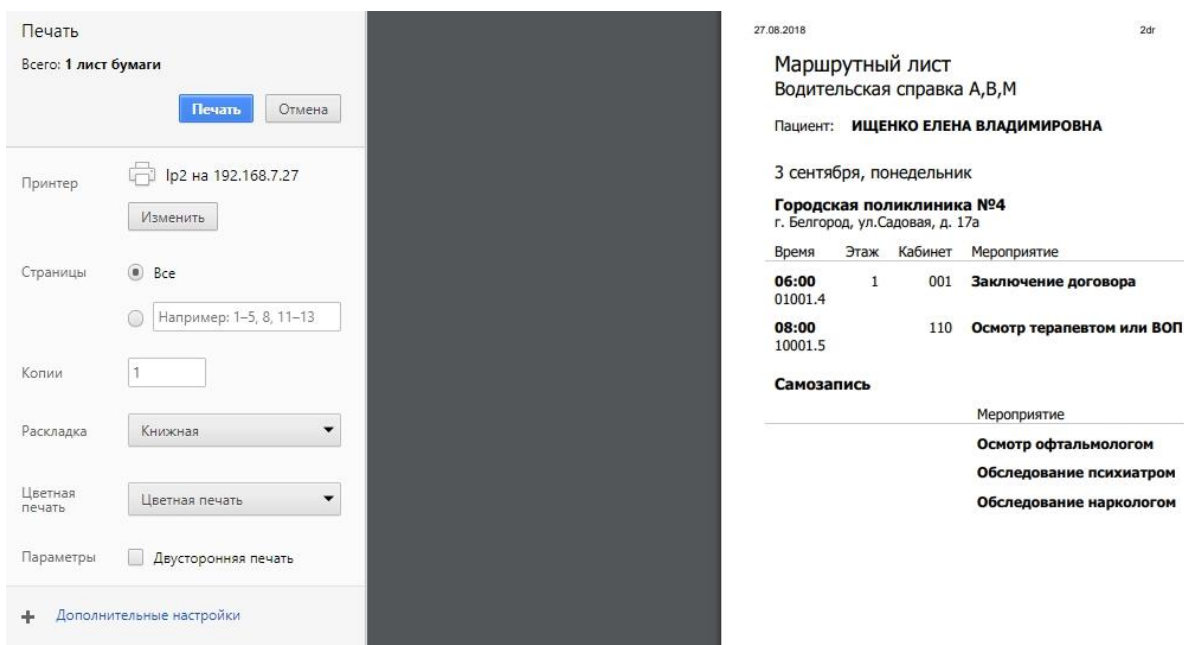 Печать
Всего: 1 лист бумаги
Печать
Отмена
Принтер
lp2 на 192.168.7.27
Изменить
Страницы
Все
Например: 1–5, 8, 11–13
Копии
1
Раскладка
Книжная
Цветная
печать
Цветная печать
Параметры
Двусторонняя печать
+ Дополнительные настройки
27.08.2018 2dr
Маршрутный лист
Водительская справка А,В,М
Пациент: ИЩЕНКО ЕЛЕНА ВЛАДИМИРОВНА
3 сентября, понедельник
Городская поликлиника №4
г. Белгород, ул.Садовая, д. 17а
Время Этаж Кабинет Мероприятие
06:00 1 001 Заключение договора
01001.4
08:00 110 Осмотр терапевтом или ВОП
10001.5
Самозапись
Мероприятие
Осмотр офтальмологом
Обследование психиатром
Обследование наркологом